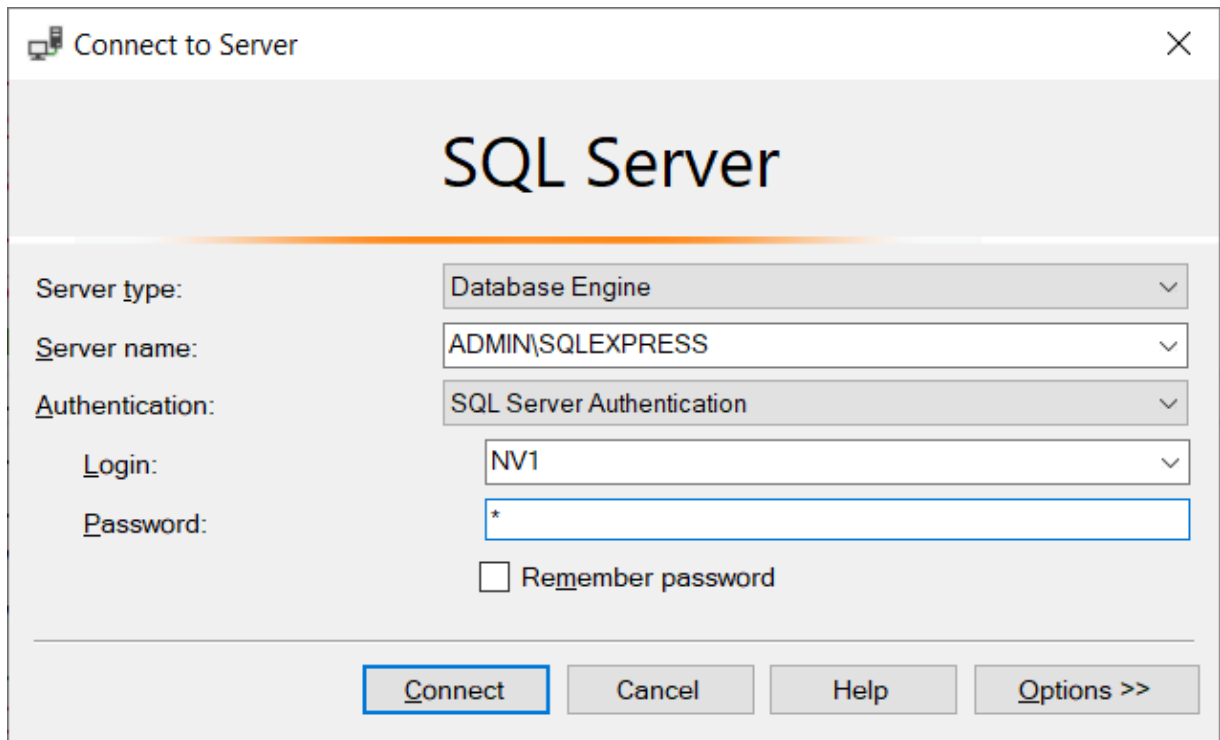 Connect to Server
SQL Server
Server type: Database Engine
Server name: ADMIN\SQLEXPRESS
Authentication: SQL Server Authentication
Login: NV1
Password: *
Remember password
Connect Cancel Help Options >>